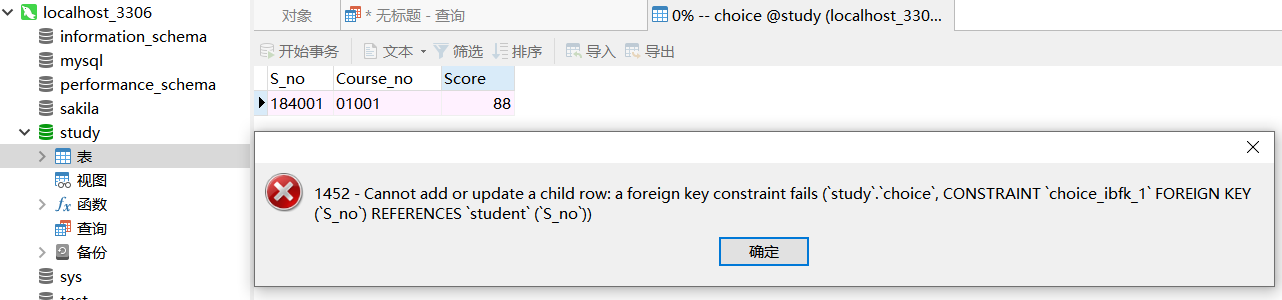 localhost_3306
information_schema
mysql
performance_schema
sakila
study
表
视图
函数
查询
备份
sys
对象
* 无标题 - 查询
0% -- choice @study (localhost_330...
开始事务
文本
筛选
排序
导入
导出
S_no Course_no Score
184001 01001 88
1452 - Cannot add or update a child row: a foreign key constraint fails (`study`.`choice`, CONSTRAINT `choice_ibfk_1` FOREIGN KEY
(`S_no`) REFERENCES `student` (`S_no`))
确定